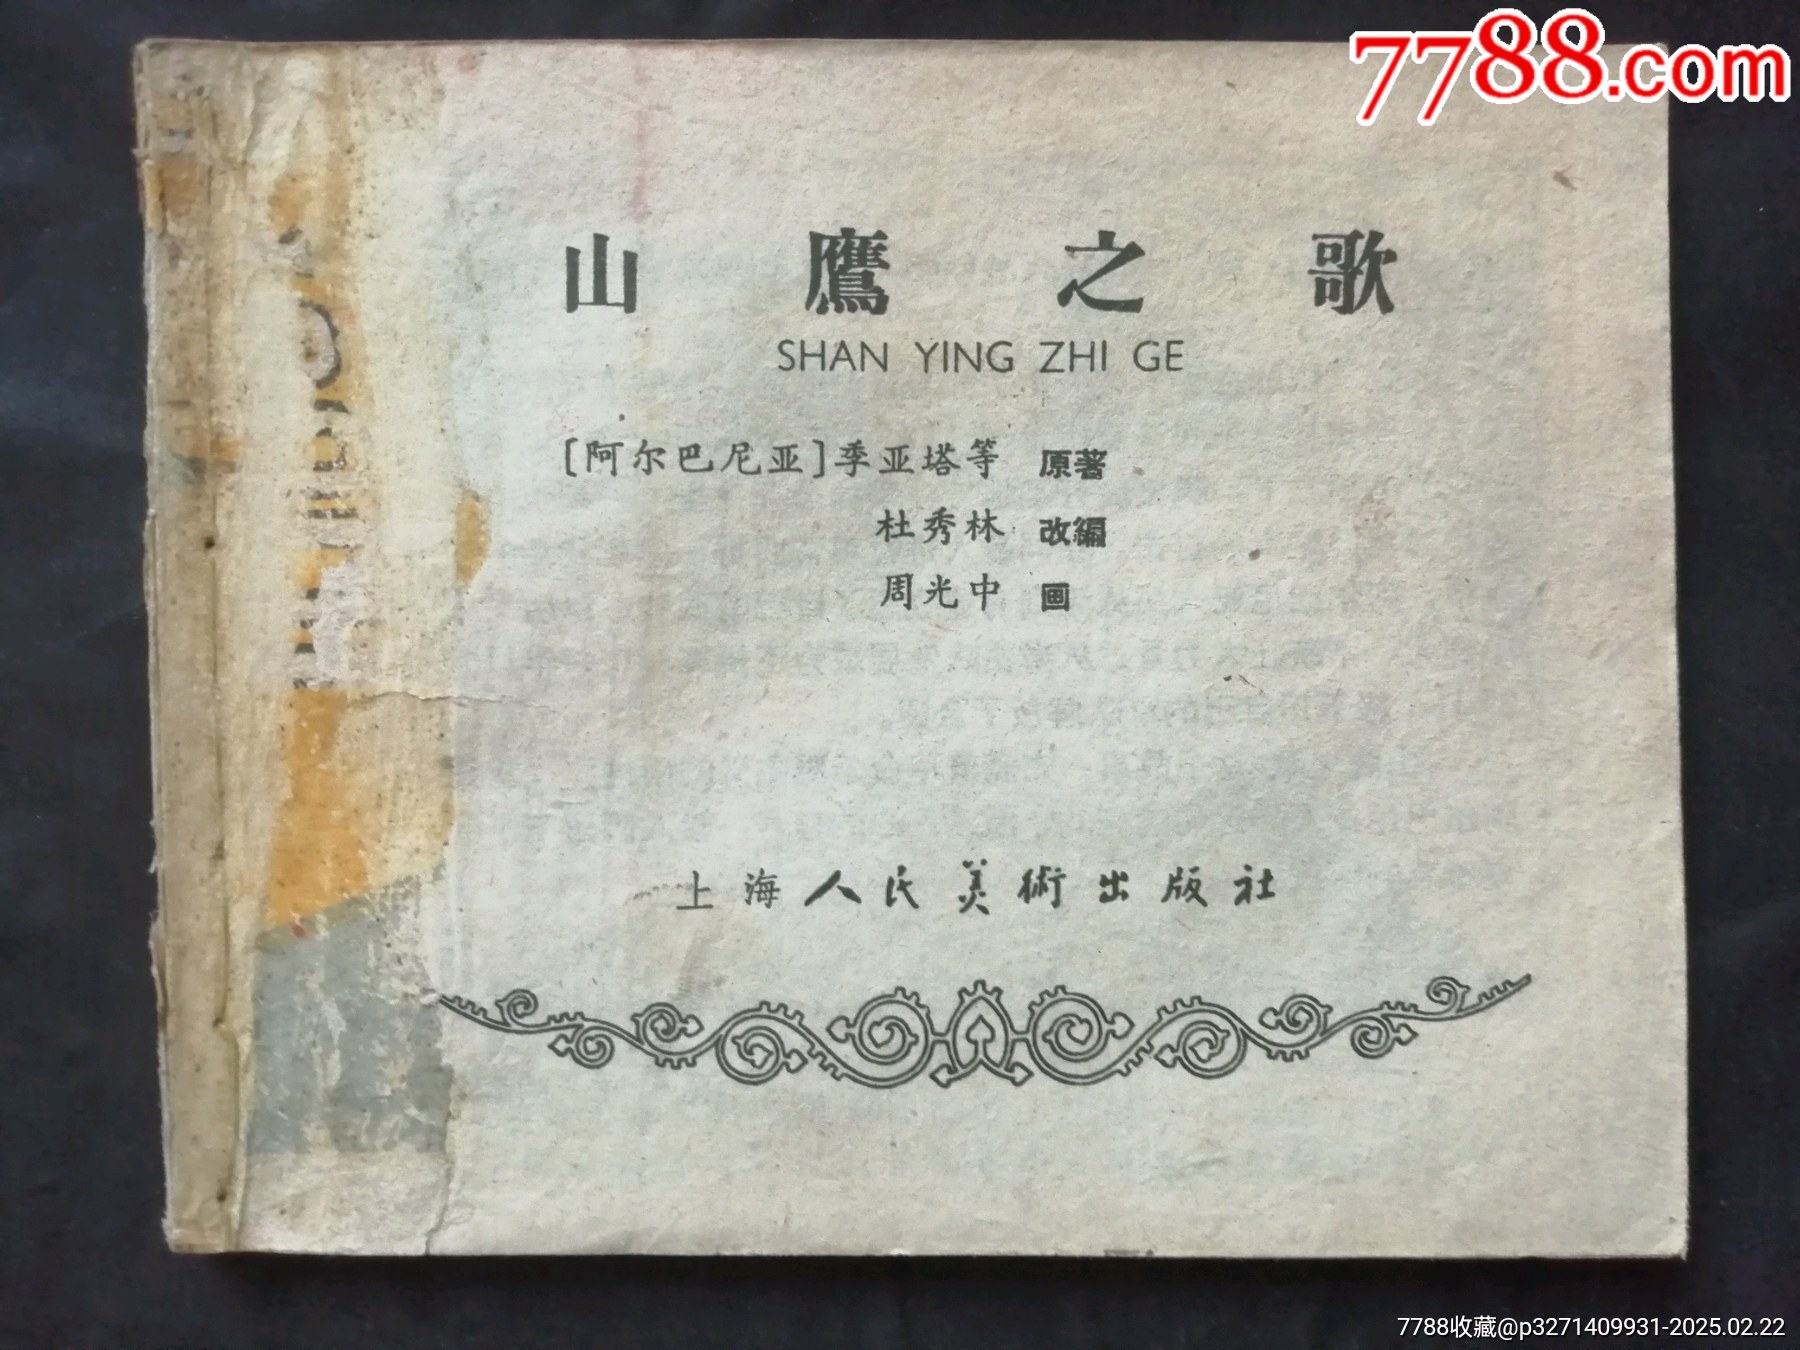 7788.com
山鹰之歌
SHAN YING ZHI GE
[阿尔巴尼亚]季亚塔等 原著
杜秀林 改编
周光中 画
上海人民美術出版社
7788收藏@p3271409931-2025.02.22